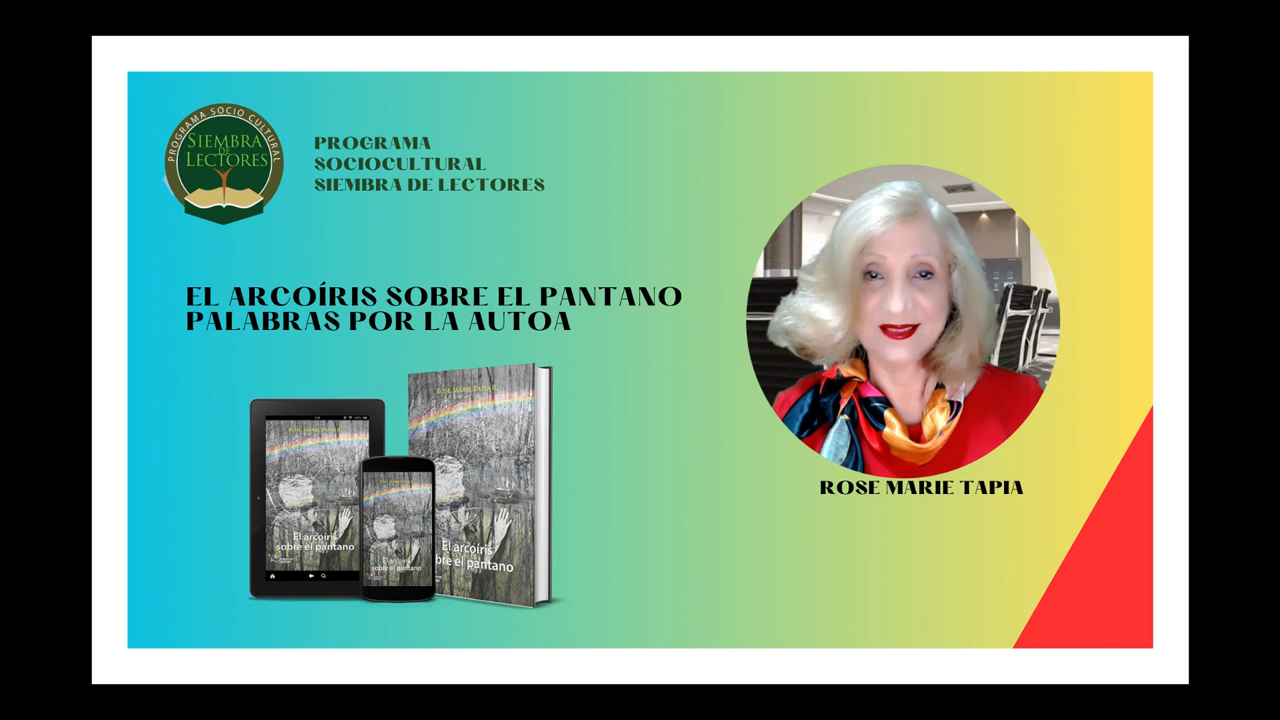 PROGRAMA SOCIO CULTURAL
SIEMBRA
DE
LECTORES
PROGRAMA
SOCIOCULTURAL
SIEMBRA DE LECTORES
EL ARCOÍRIS SOBRE EL PANTANO
PALABRAS POR LA AUTOA
ROSE MARIE TAPIA R.
El arcoíris
sobre el pantano
El arcoíris
sobre el pantano
ROSE MARIE TAPIA R.
El arcoíris
bre el pantano
ROSE MARIE TAPIA